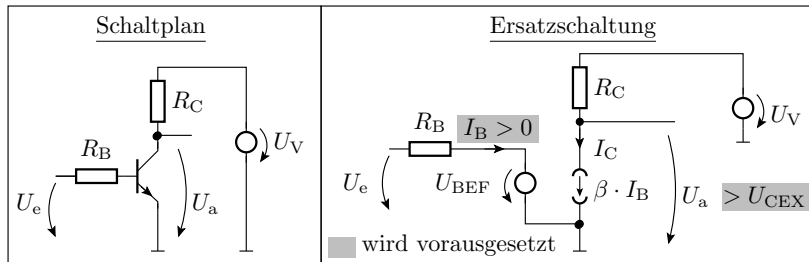 Schaltplan
R_C
R_B
U_V
U_e
U_a
Ersatzschaltung
R_C
R_B
I_B > 0
U_V
I_C
U_e
U_BEF
β · I_B
U_a > U_CEX
wird vorausgesetzt